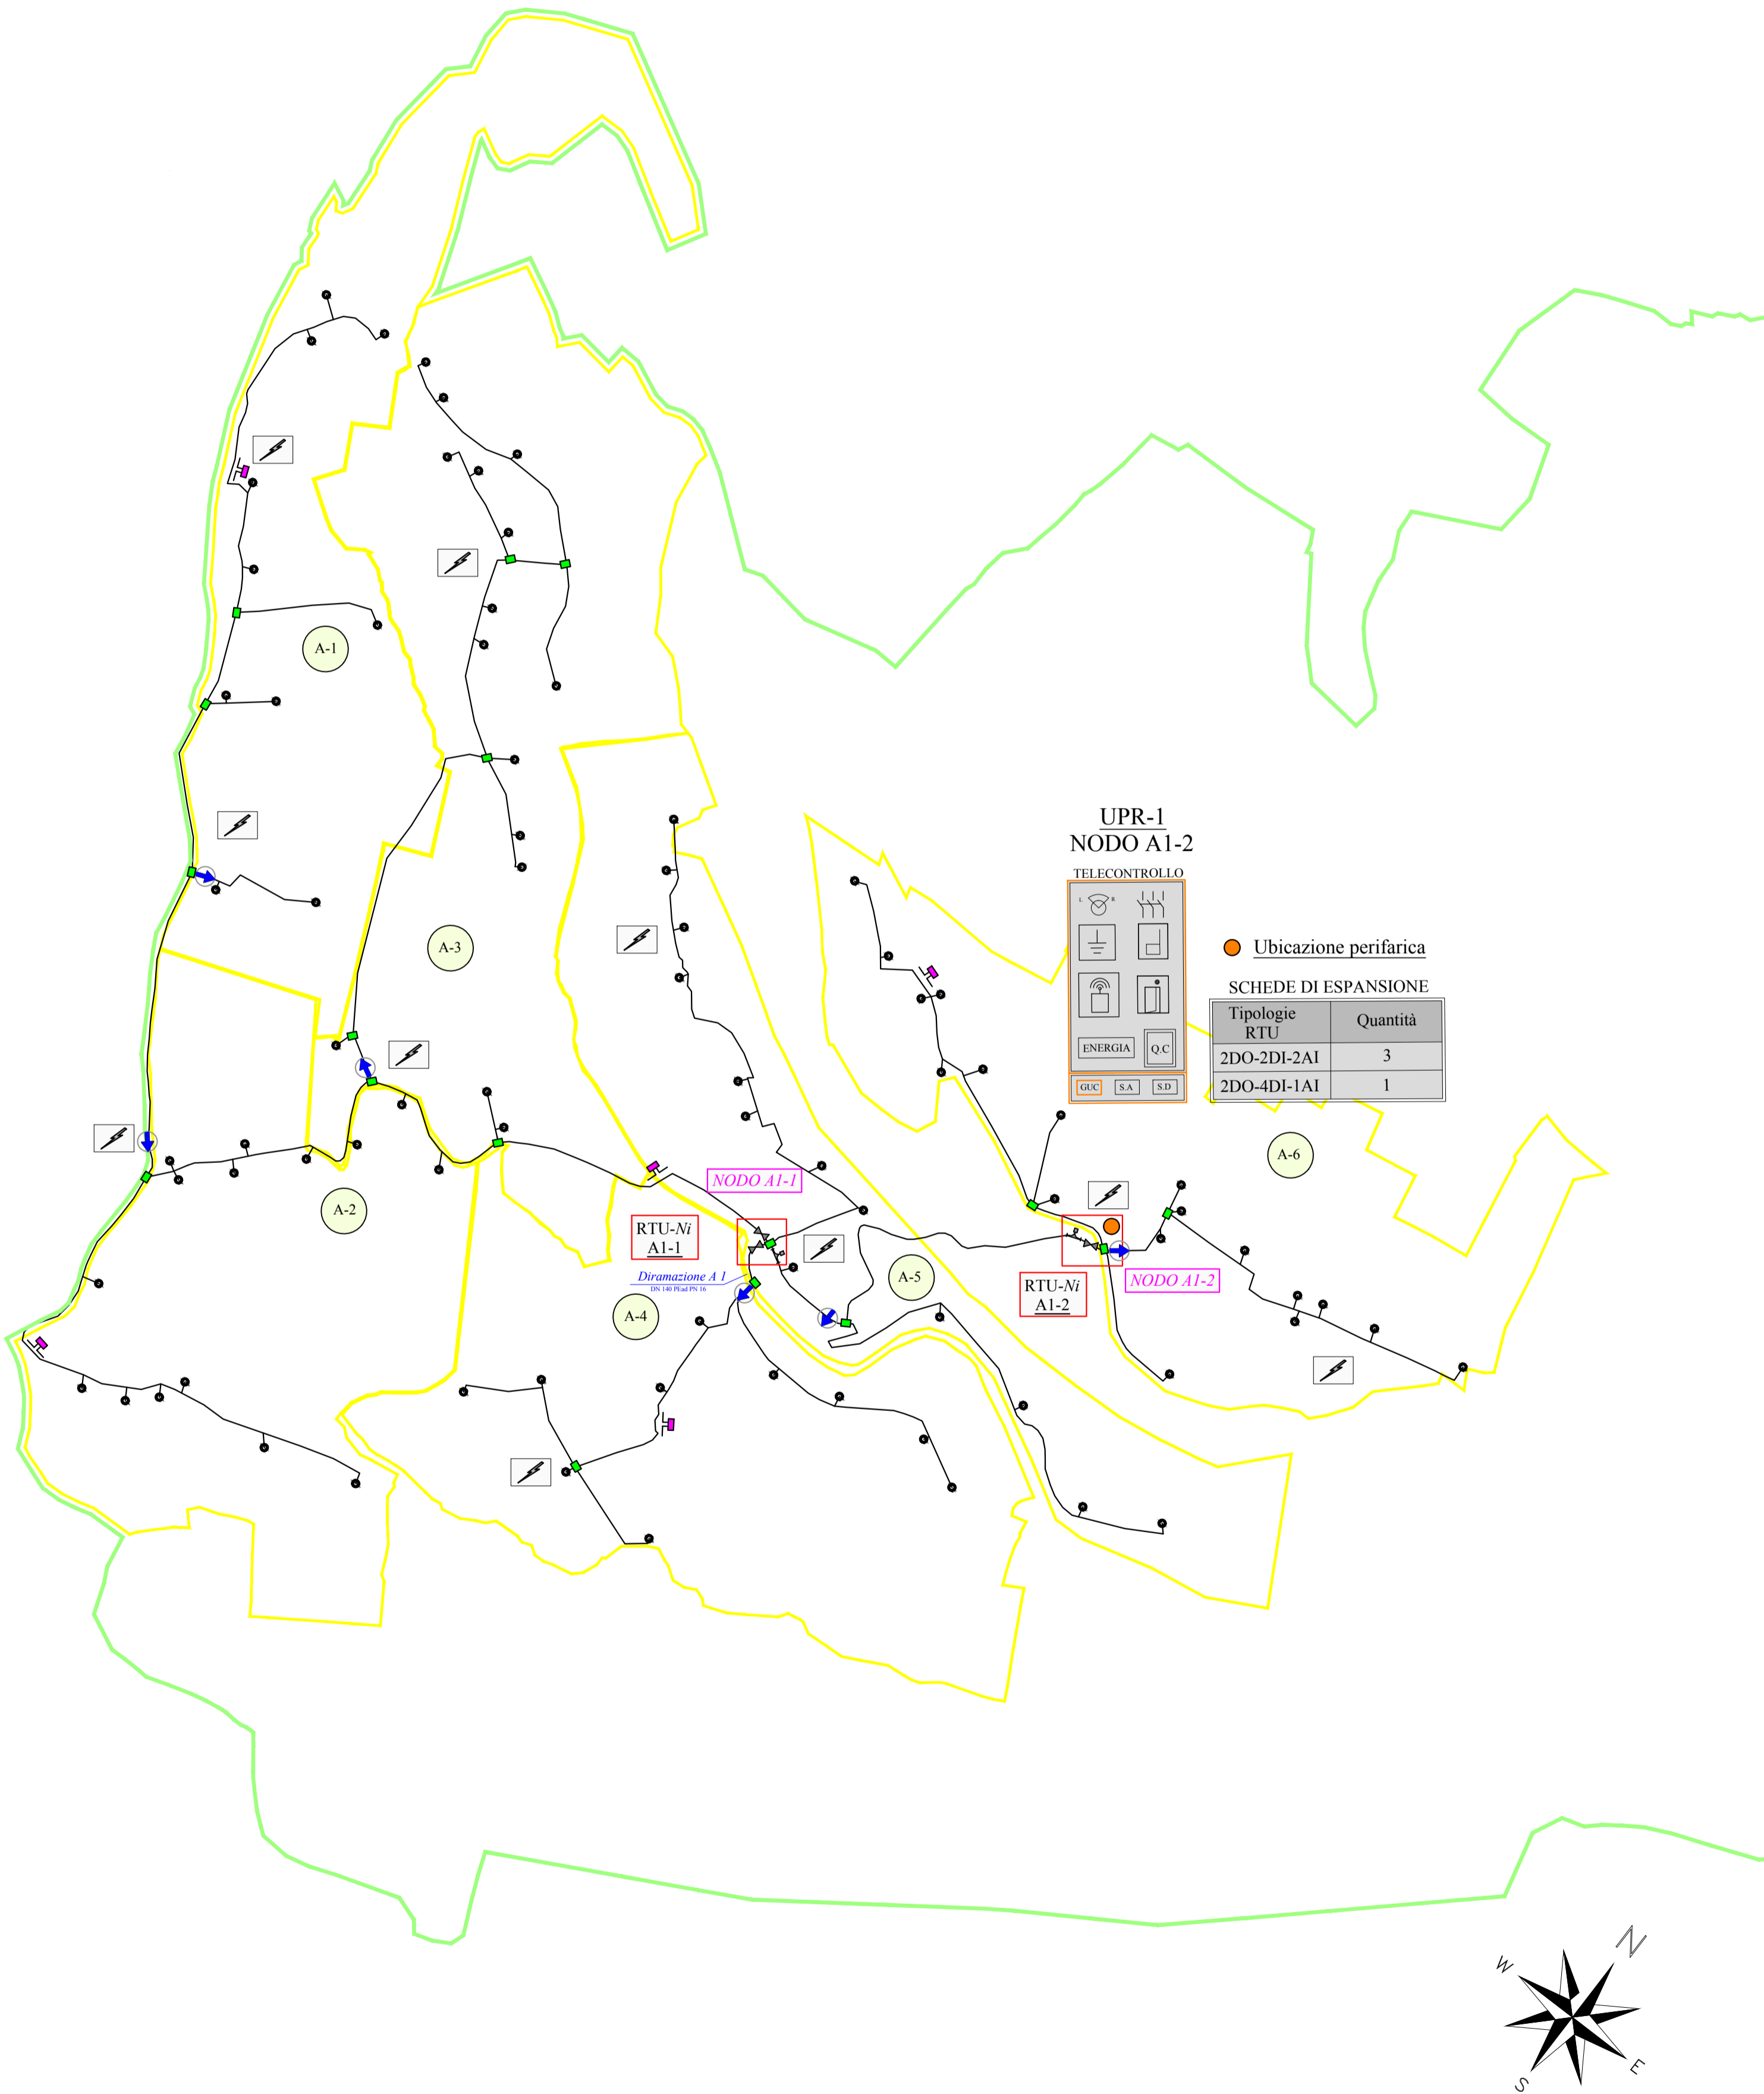 A-1
UPR-1
NODO A1-2
TELECONTROLLO
L R
ENERGIA
Q.C
GUC
S.A
S.D
Ubicazione perifarica
SCHEDE DI ESPANSIONE
Tipologie RTU
Quantità
2DO-2DI-2AI
3
2DO-4DI-1AI
1
A-3
A-6
A-2
NODO A1-1
RTU-Ni
A1-1
Diramazione A 1
DN 140 PEad PN 16
A-5
A-4
RTU-Ni
A1-2
NODO A1-2
N
W
E
S